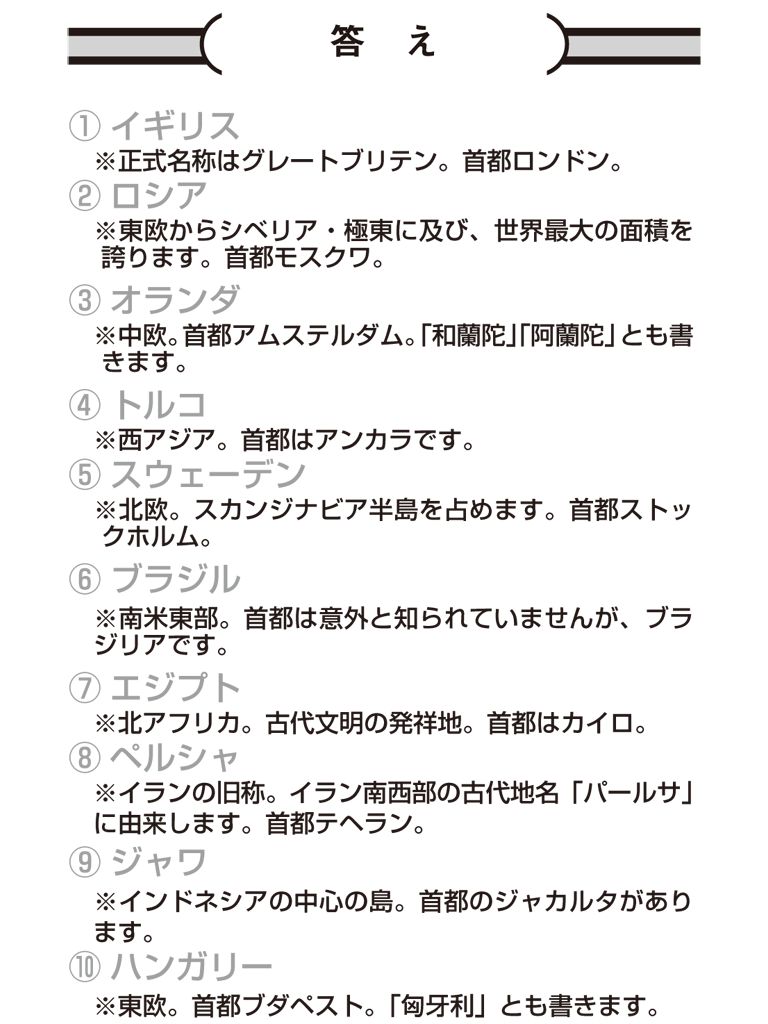 答え
① イギリス
※正式名称はグレートブリテン。首都ロンドン。
② ロシア
※東欧からシベリア・極東に及び、世界最大の面積を
誇ります。首都モスクワ。
③ オランダ
※中欧。首都アムステルダム。「和蘭陀」「阿蘭陀」とも書
きます。
④ トルコ
※西アジア。首都はアンカラです。
⑤ スウェーデン
※北欧。スカンジナビア半島を占めます。首都ストッ
クホルム。
⑥ ブラジル
※南米東部。首都は意外と知られていませんが、ブラ
ジリアです。
⑦ エジプト
※北アフリカ。古代文明の発祥地。首都はカイロ。
⑧ ペルシャ
※イランの旧称。イラン南西部の古代地名「パールサ」
に由来します。首都テヘラン。
⑨ ジャワ
※インドネシアの中心の島。首都のジャカルタがあり
ます。
⑩ ハンガリー
※東欧。首都ブダペスト。「匈牙利」とも書きます。